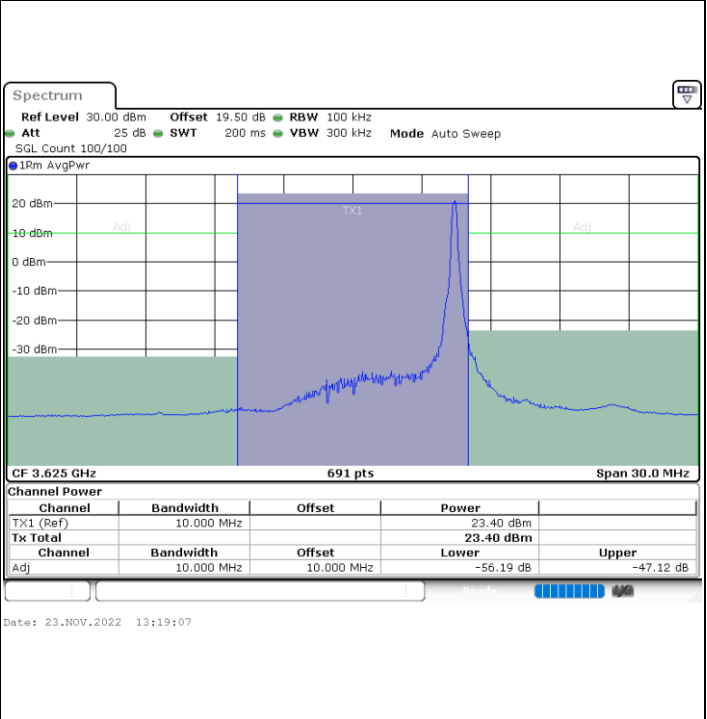 Spectrum
Ref Level 30.00 dBm Offset 19.50 dB RBW 100 kHz
Att 25 dB SWT 200 ms VBW 300 kHz Mode Auto Sweep
SGL Count 100/100
1Rm AvgPwr
20 dBm
TX1
Adj Adj
10 dBm
0 dBm
-10 dBm
-20 dBm
-30 dBm
CF 3.625 GHz 691 pts Span 30.0 MHz
Channel Power
Channel Bandwidth Offset Power
TX1 (Ref) 10.000 MHz 23.40 dBm
Tx Total 23.40 dBm
Channel Bandwidth Offset Lower Upper
Adj 10.000 MHz 10.000 MHz -56.19 dB -47.12 dB
Ready
Date: 23.NOV.2022 13:19:07